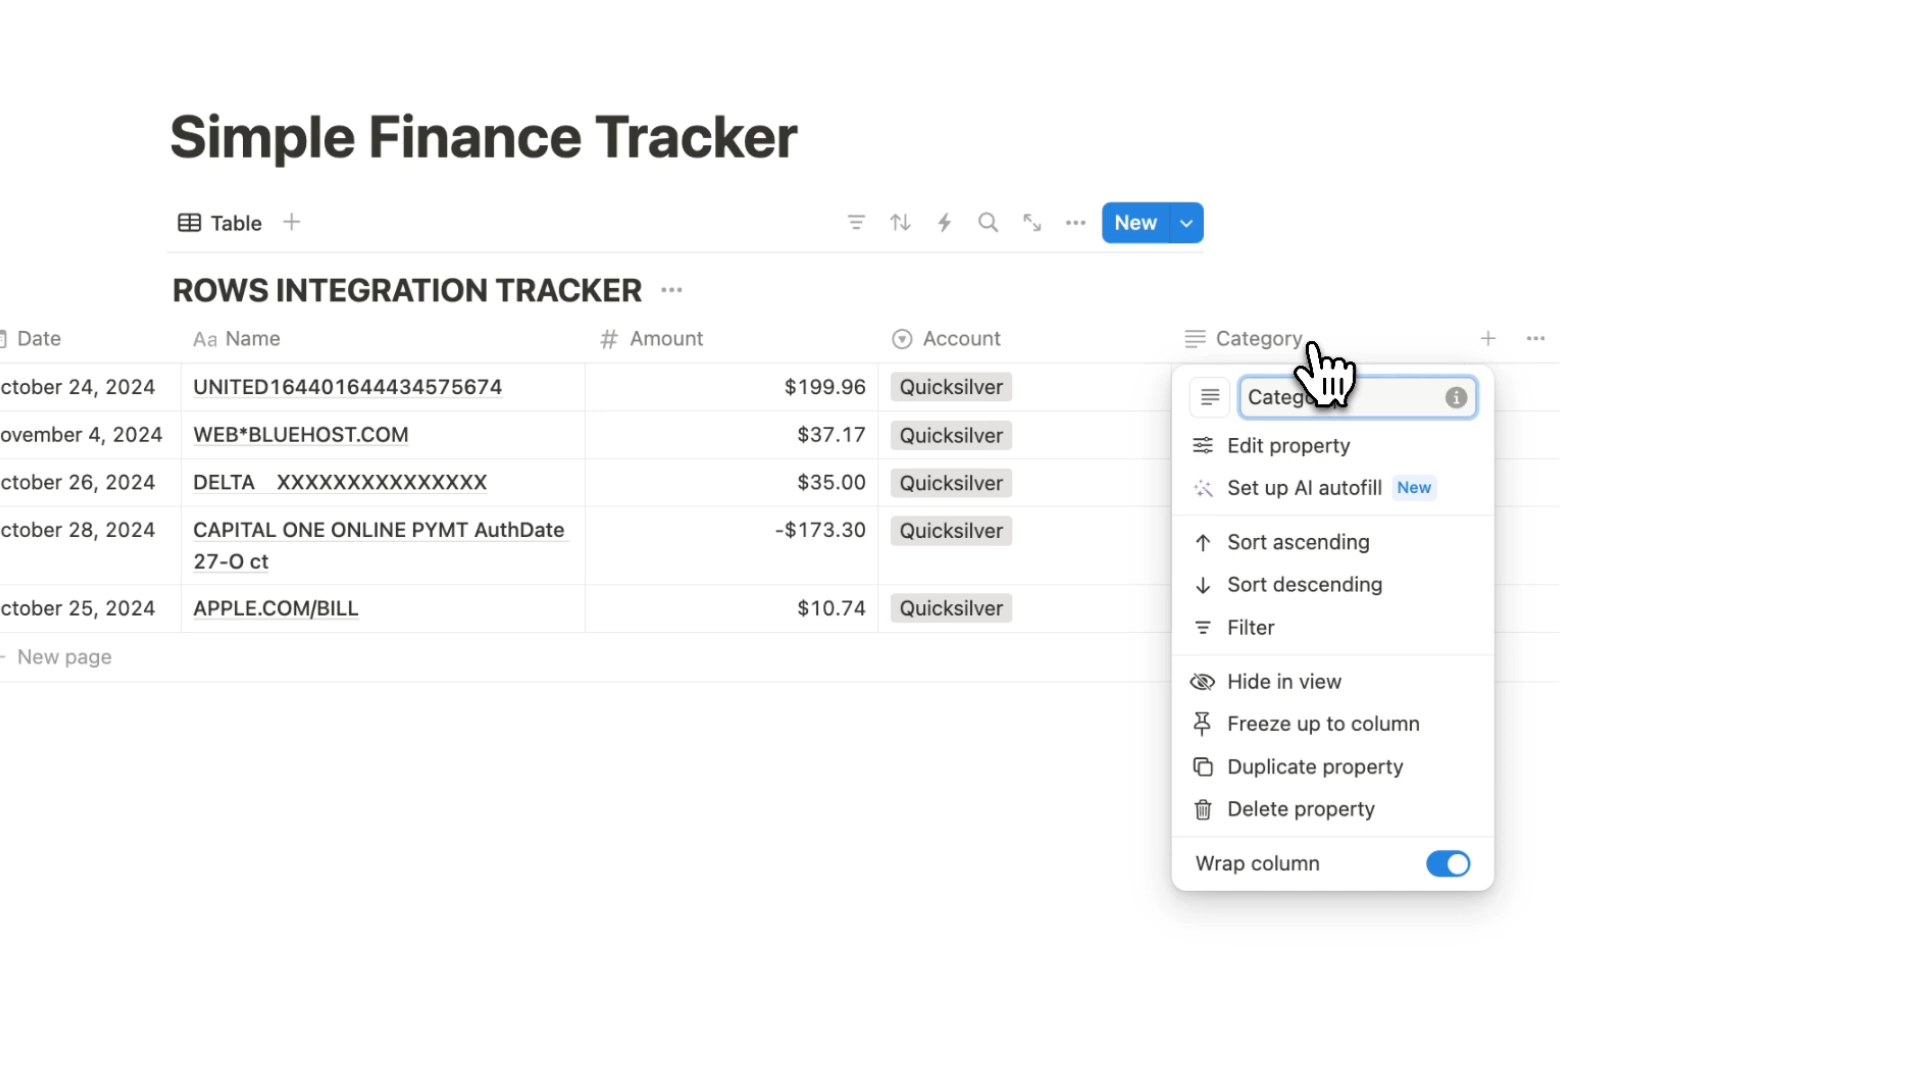 Simple Finance Tracker
Table
New
ROWS INTEGRATION TRACKER
Date Aa Name # Amount Account Category
ctober 24, 2024 UNITED164401644434575674 $199.96 Quicksilver
ovember 4, 2024 WEB*BLUEHOST.COM $37.17 Quicksilver
ctober 26, 2024 DELTA XXXXXXXXXXXXXXX $35.00 Quicksilver
ctober 28, 2024 CAPITAL ONE ONLINE PYMT AuthDate -$173.30 Quicksilver
27-O ct
ctober 25, 2024 APPLE.COM/BILL $10.74 Quicksilver
New page
Edit property
Set up AI autofill New
Sort ascending
Sort descending
Filter
Hide in view
Freeze up to column
Duplicate property
Delete property
Wrap column